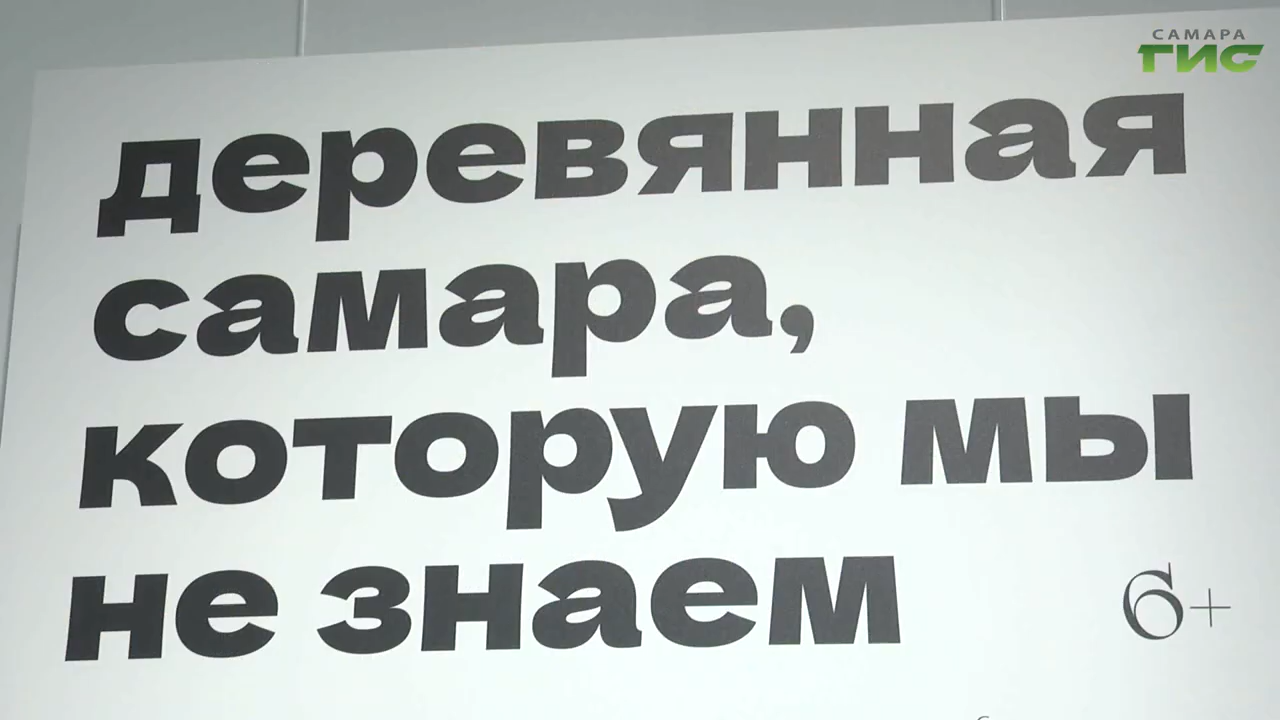 САМАРА
ГИС
деревянная
самара,
которую мы
не знаем
6+